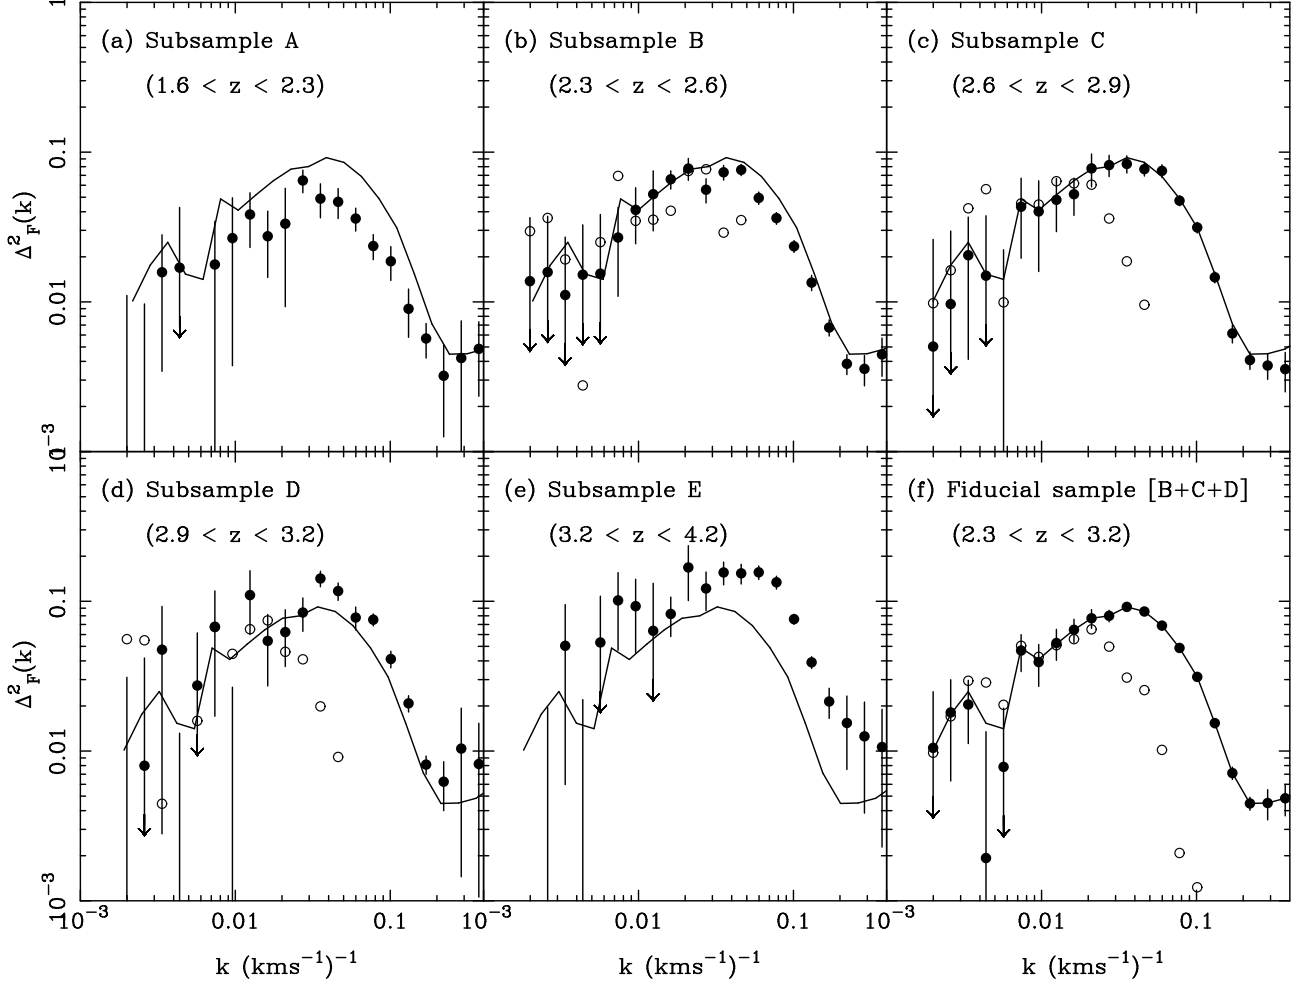 1
(a) Subsample A
(1.6 < z < 2.3)
(b) Subsample B
(2.3 < z < 2.6)
(c) Subsample C
(2.6 < z < 2.9)
0.1
0.01
10⁻³
Δ²F(k)
(d) Subsample D
(2.9 < z < 3.2)
(e) Subsample E
(3.2 < z < 4.2)
(f) Fiducial sample [B+C+D]
(2.3 < z < 3.2)
0.1
0.01
10⁻³
Δ²F(k)
10⁻³ 0.01 0.1 10⁻³ 0.01 0.1 10⁻³ 0.01 0.1
k (kms⁻¹)⁻¹ k (kms⁻¹)⁻¹ k (kms⁻¹)⁻¹